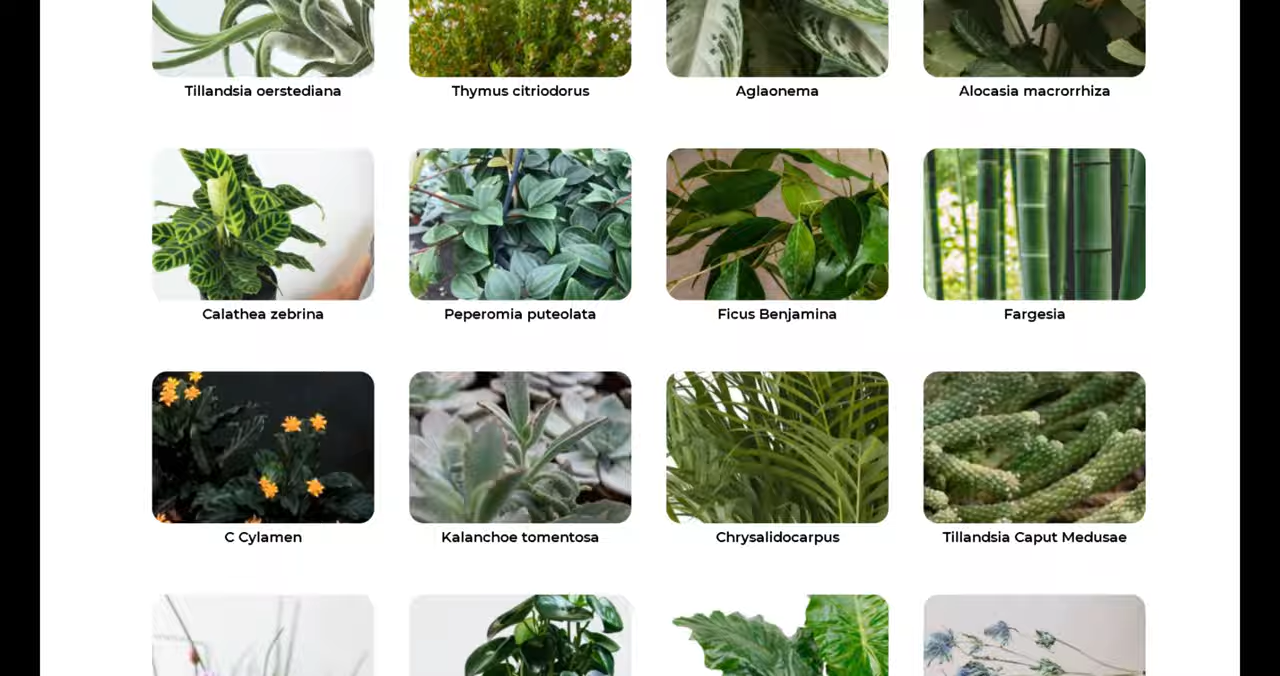 Tillandsia oerstediana
Thymus citriodorus
Aglaonema
Alocasia macrorrhiza
Calathea zebrina
Peperomia puteolata
Ficus Benjamina
Fargesia
C Cylamen
Kalanchoe tomentosa
Chrysalidocarpus
Tillandsia Caput Medusae